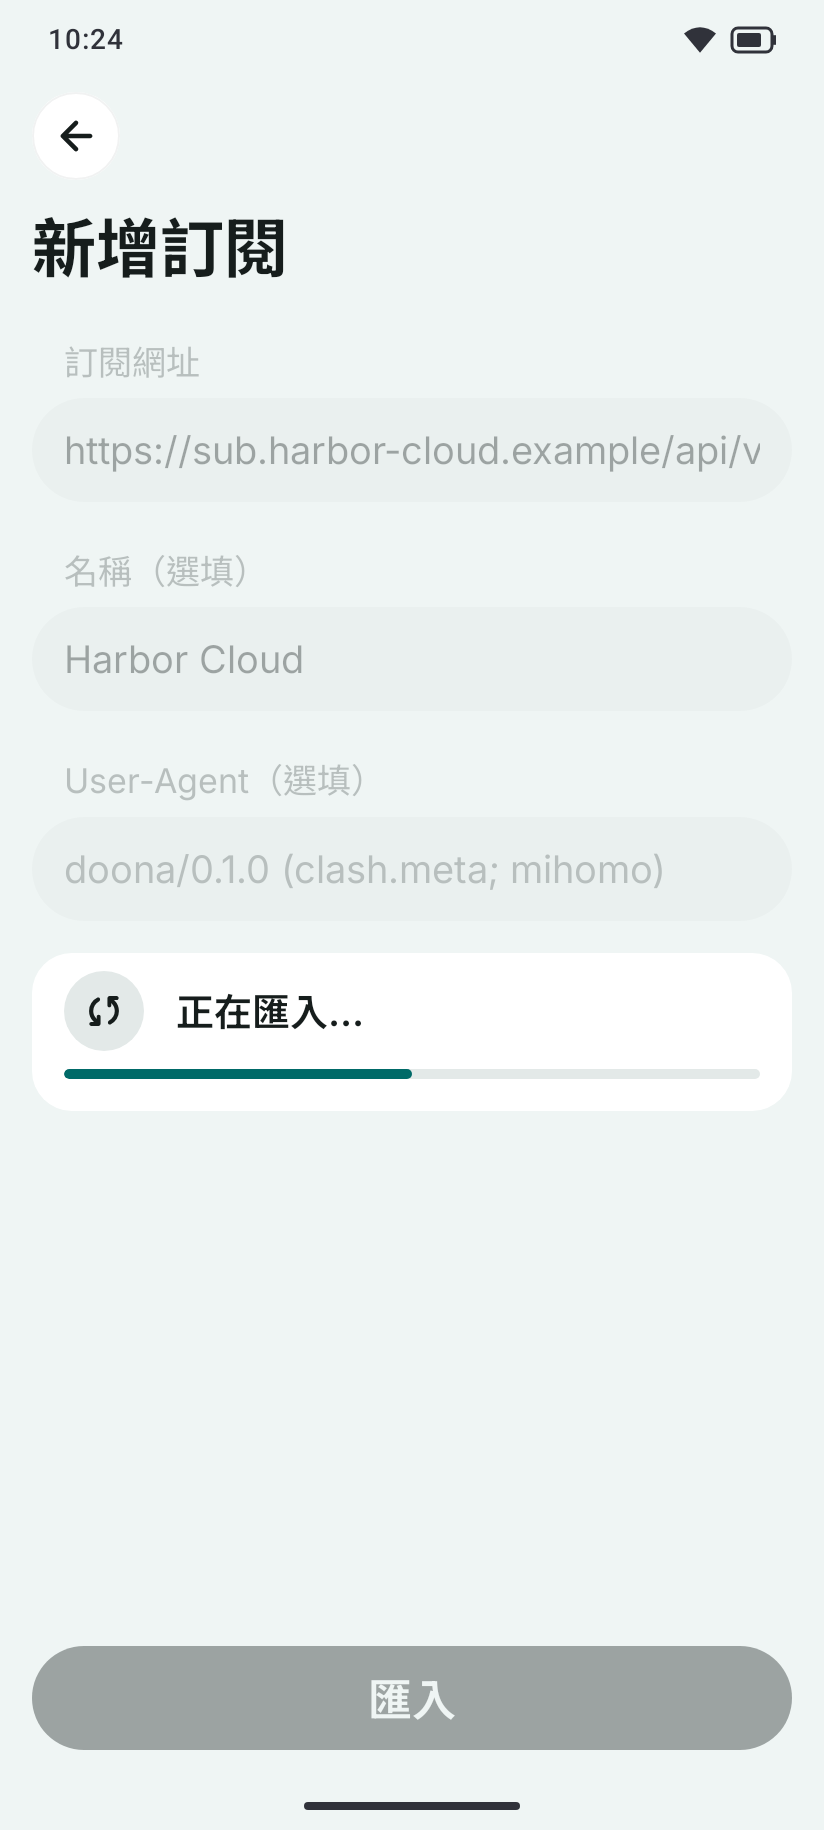 10:24
新增訂閱
訂閱網址
https://sub.harbor-cloud.example/api/v
名稱（選填）
Harbor Cloud
User-Agent（選填）
doona/0.1.0 (clash.meta; mihomo)
正在匯入...
匯入